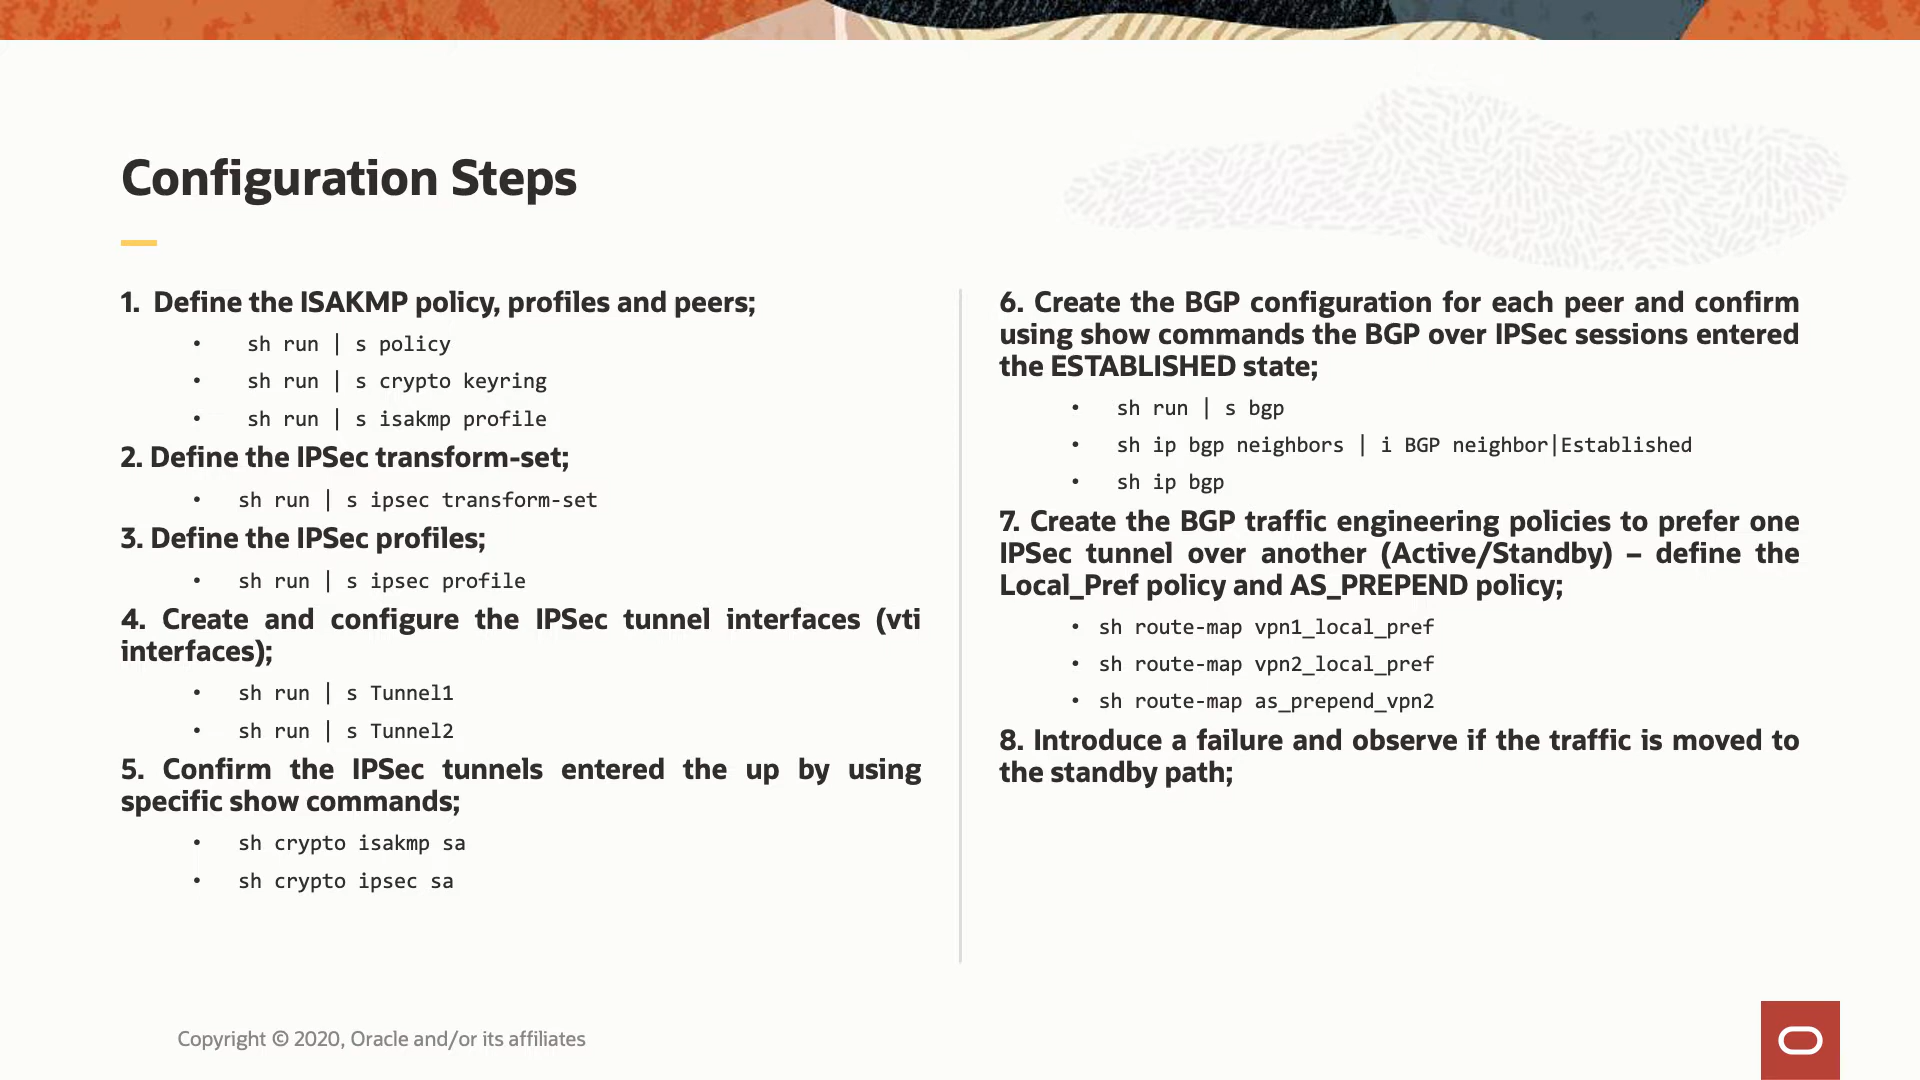 Configuration Steps
1. Define the ISAKMP policy, profiles and peers;
• sh run | s policy
• sh run | s crypto keyring
• sh run | s isakmp profile
2. Define the IPSec transform-set;
• sh run | s ipsec transform-set
3. Define the IPSec profiles;
• sh run | s ipsec profile
4. Create and configure the IPSec tunnel interfaces (vti
interfaces);
• sh run | s Tunnel1
• sh run | s Tunnel2
5. Confirm the IPSec tunnels entered the up by using
specific show commands;
• sh crypto isakmp sa
• sh crypto ipsec sa
6. Create the BGP configuration for each peer and confirm
using show commands the BGP over IPSec sessions entered
the ESTABLISHED state;
• sh run | s bgp
• sh ip bgp neighbors | i BGP neighbor|Established
• sh ip bgp
7. Create the BGP traffic engineering policies to prefer one
IPSec tunnel over another (Active/Standby) – define the
Local_Pref policy and AS_PREPEND policy;
• sh route-map vpn1_local_pref
• sh route-map vpn2_local_pref
• sh route-map as_prepend_vpn2
8. Introduce a failure and observe if the traffic is moved to
the standby path;
Copyright © 2020, Oracle and/or its affiliates